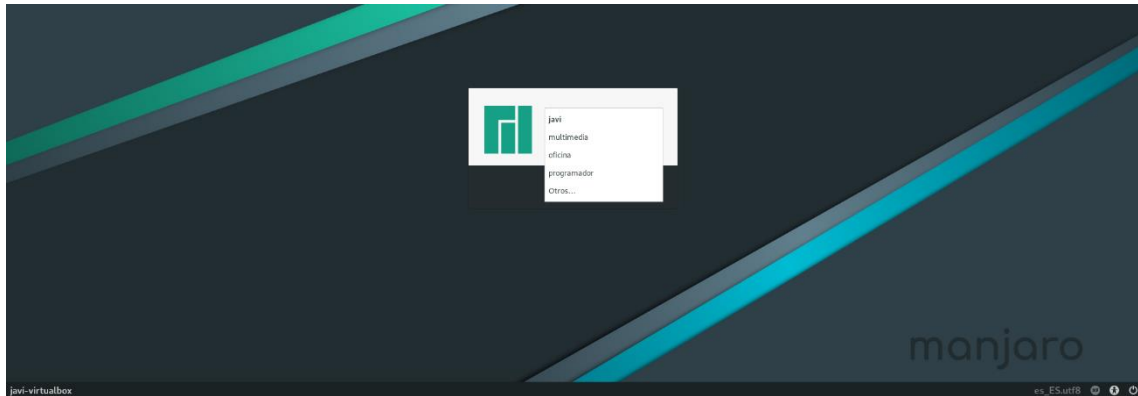 javi
multimedia
oficina
programador
Otros...
manjaro
javi-virtualbox
es_ES.utf8